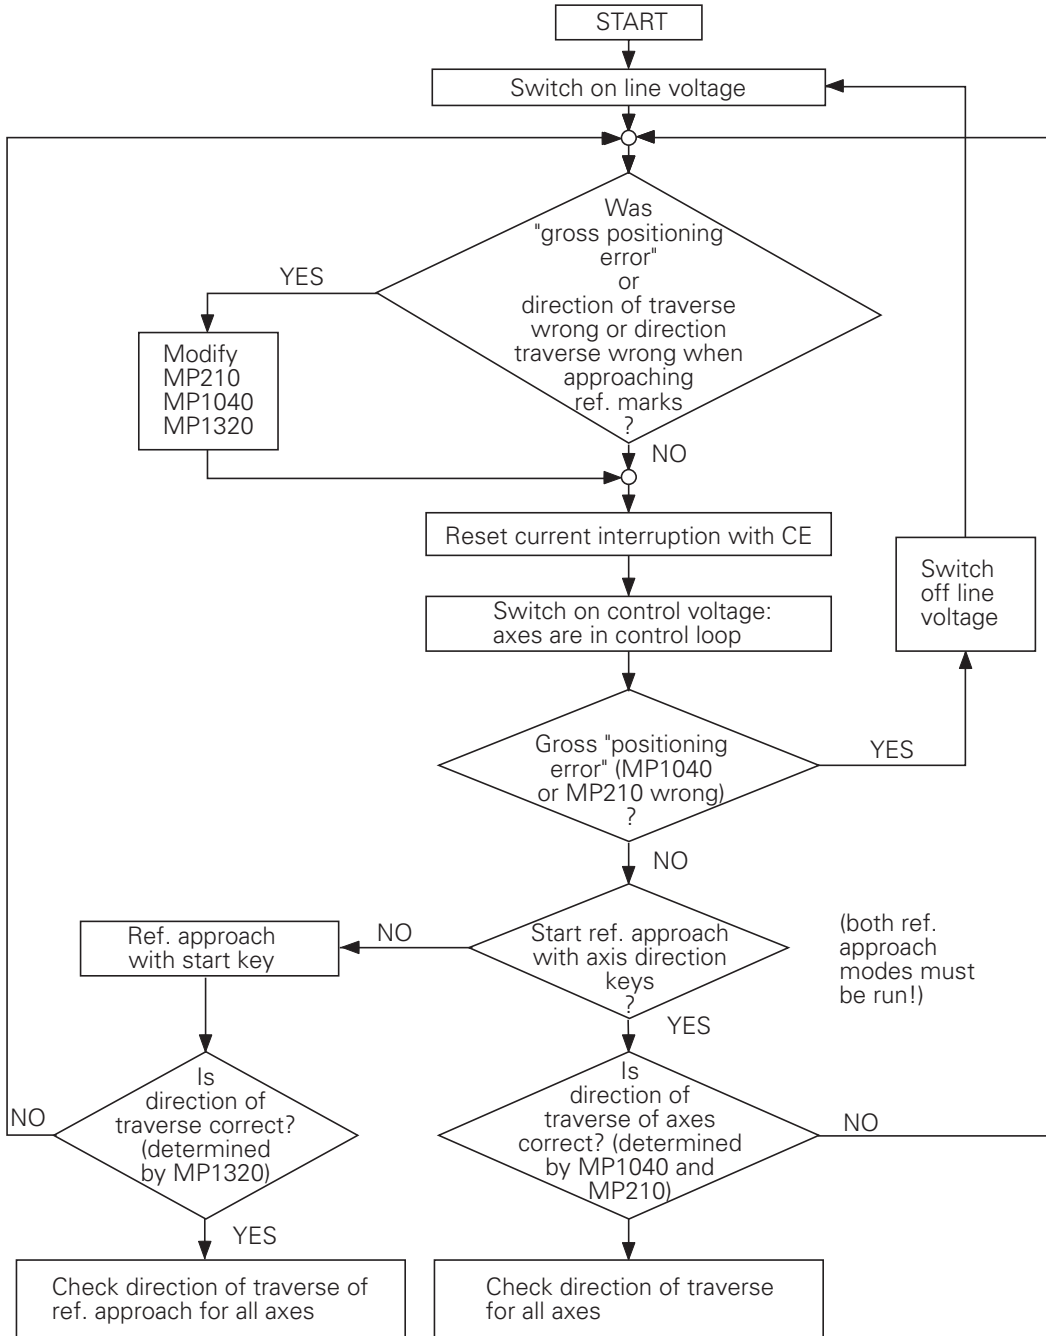 START
Switch on line voltage
Was
"gross positioning
error"
or
direction of traverse
wrong or direction
traverse wrong when
approaching
ref. marks
?
YES
Modify
MP210
MP1040
MP1320
NO
Reset current interruption with CE
Switch on control voltage:
axes are in control loop
Switch
off line
voltage
Gross "positioning
error" (MP1040
or MP210 wrong)
?
YES
NO
Start ref. approach
with axis direction
keys
?
NO
Ref. approach
with start key
(both ref.
approach
modes must
be run!)
YES
Is
direction of
traverse correct?
(determined
by MP1320)
NO
Is
direction of
traverse of axes
correct? (determined
by MP1040 and
MP210)
NO
YES
Check direction of traverse of
ref. approach for all axes
Check direction of traverse
for all axes